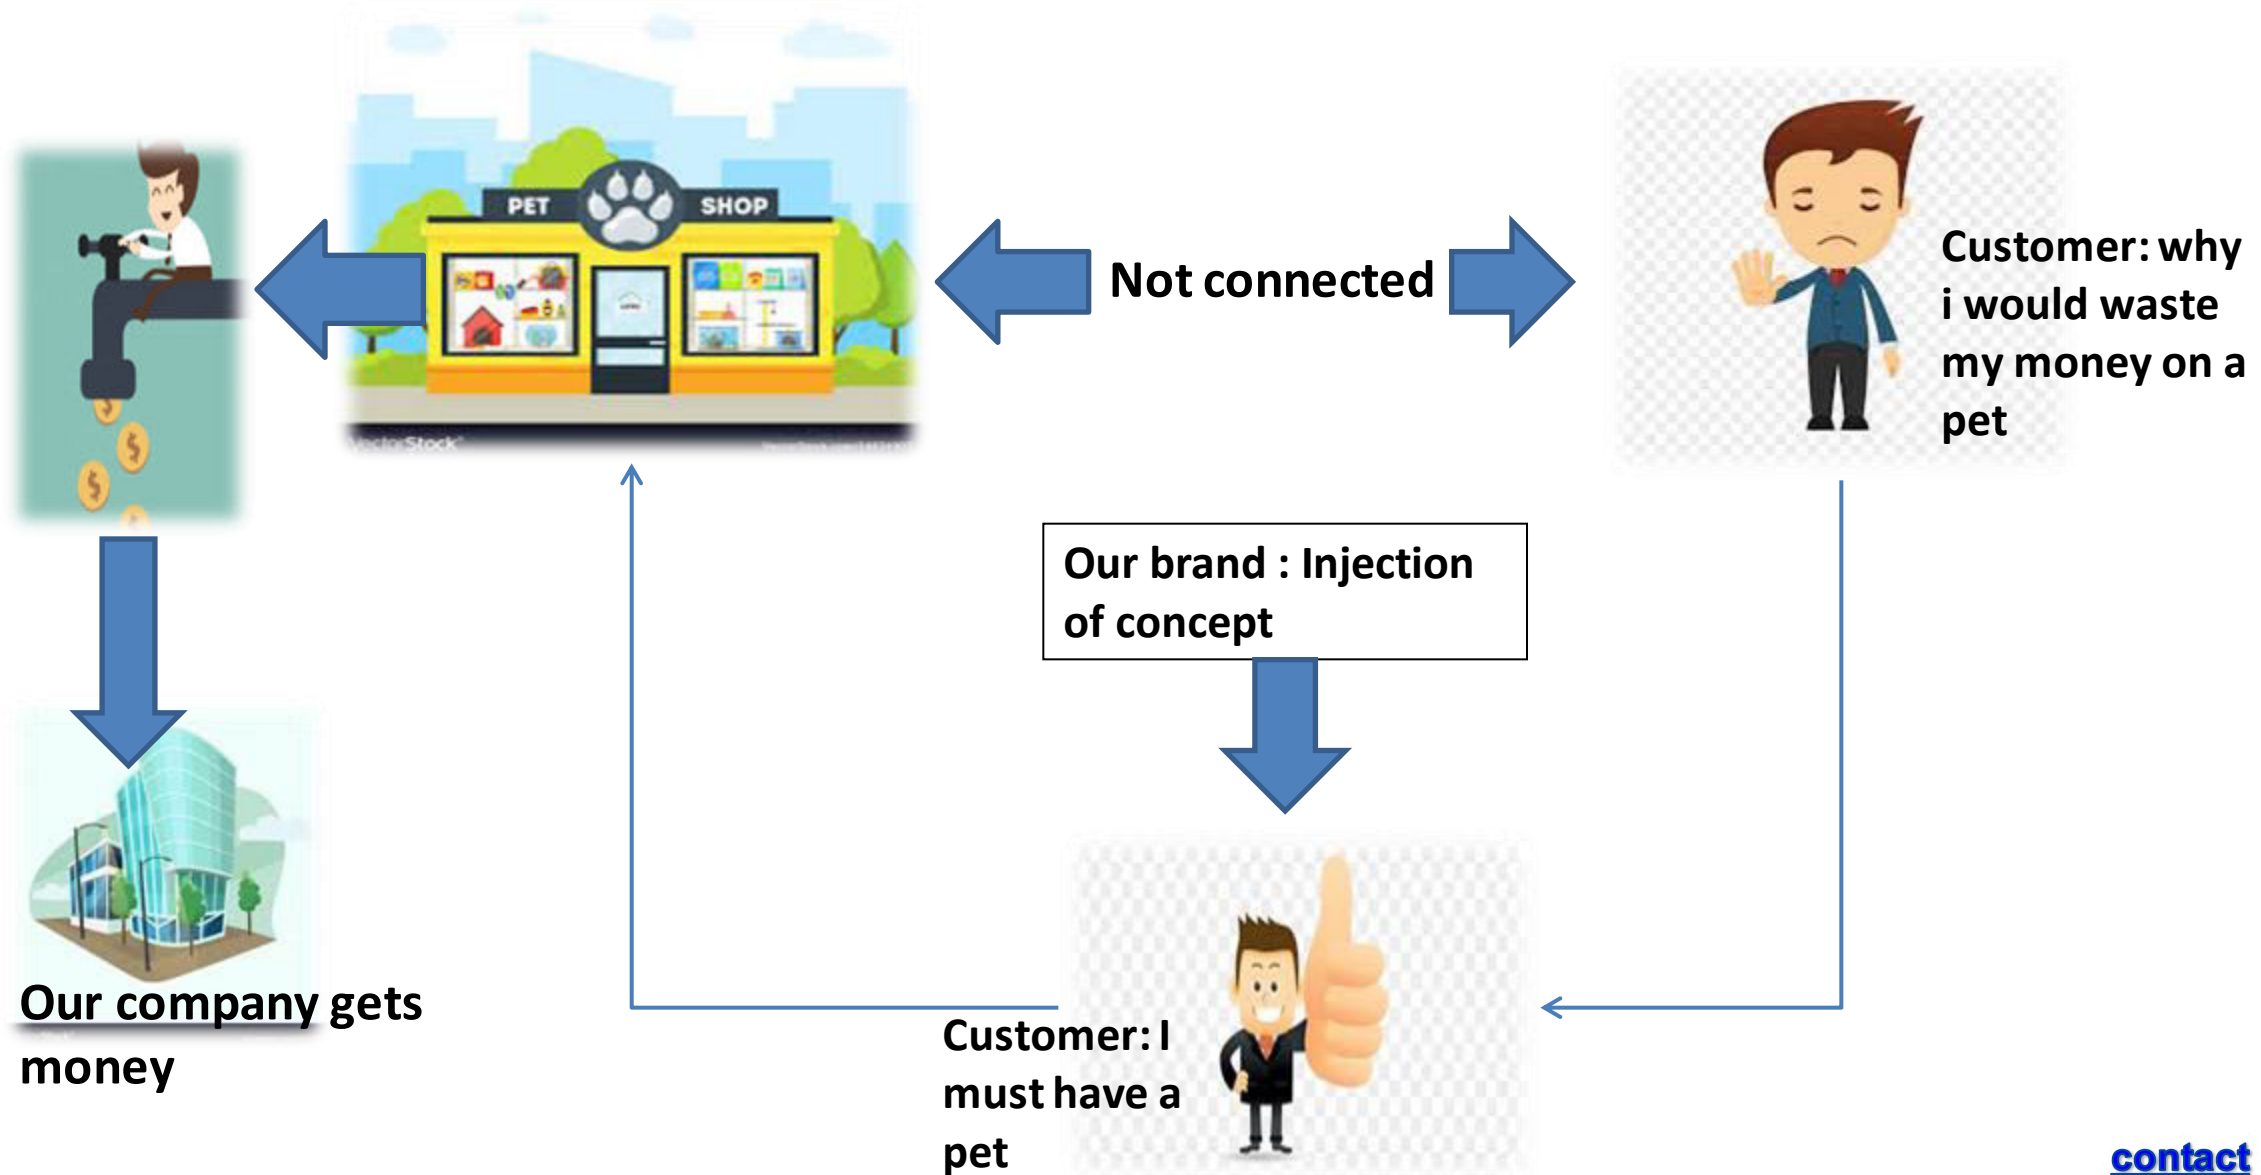 PET SHOP
Not connected
Customer: why
i would waste
my money on a
pet
VectorStock
Our brand : Injection
of concept
Our company gets
money
Customer: I
must have a
pet
contact